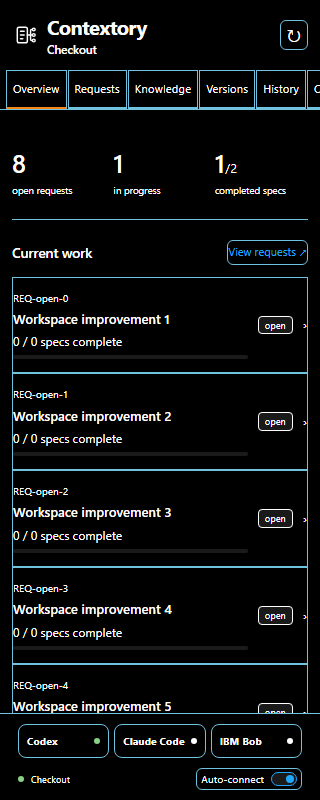 Contextory
Checkout
↻
Overview Requests Knowledge Versions History
8 1 1/2
open requests in progress completed specs
Current work View requests ↗
REQ-open-0
Workspace improvement 1
open ›
0 / 0 specs complete
REQ-open-1
Workspace improvement 2
open ›
0 / 0 specs complete
REQ-open-2
Workspace improvement 3
open ›
0 / 0 specs complete
REQ-open-3
Workspace improvement 4
open ›
0 / 0 specs complete
REQ-open-4
Workspace improvement 5
open ›
Codex Claude Code IBM Bob
Checkout Auto-connect